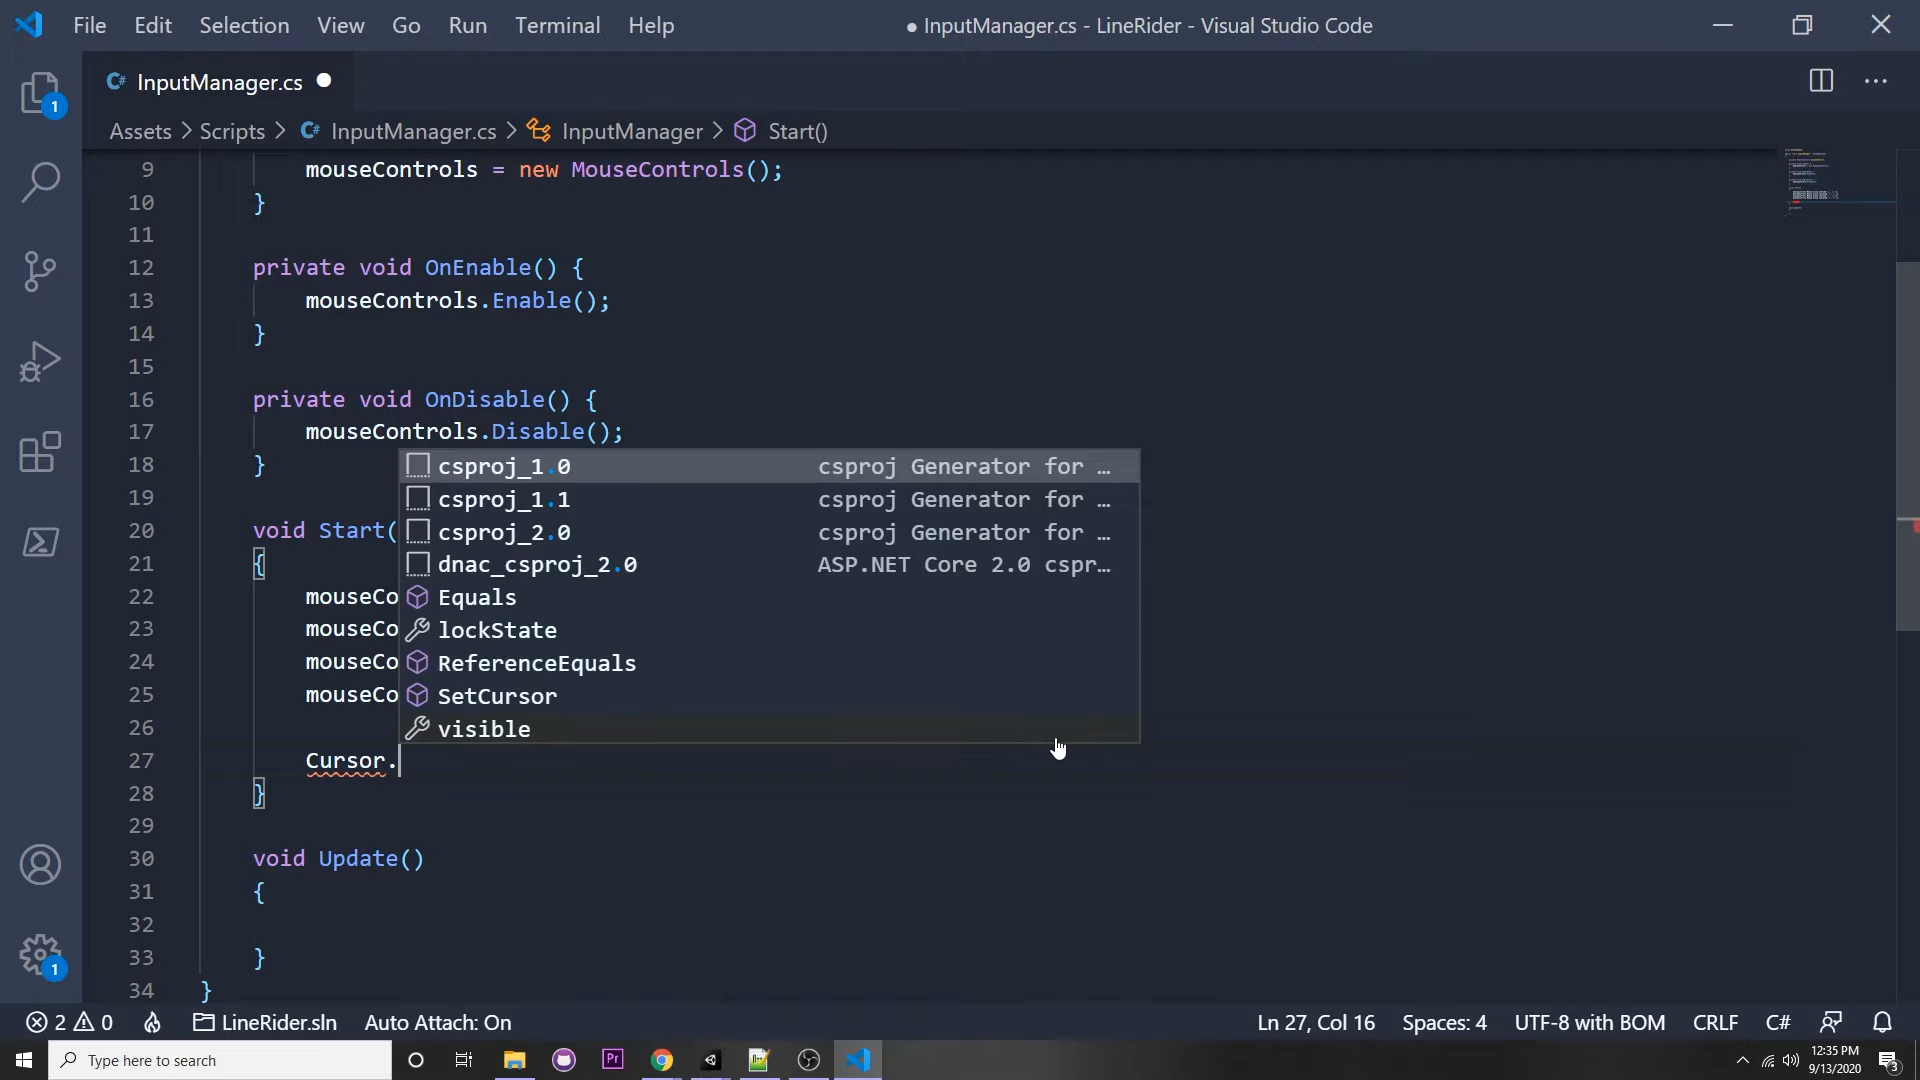 File Edit Selection View Go Run Terminal Help ● InputManager.cs - LineRider - Visual Studio Code
InputManager.cs
Assets > Scripts > InputManager.cs > InputManager > Start()
9 mouseControls = new MouseControls();
10 }
11
12 private void OnEnable() {
13 mouseControls.Enable();
14 }
15
16 private void OnDisable() {
17 mouseControls.Disable();
18 }
19
20 void Start(
21 {
22 mouseCo
23 mouseCo
24 mouseCo
25 mouseCo
26
27 Cursor.
28 }
29
30 void Update()
31 {
32
33 }
34 }
csproj_1.0 csproj Generator for …
csproj_1.1 csproj Generator for …
csproj_2.0 csproj Generator for …
dnac_csproj_2.0 ASP.NET Core 2.0 cspr…
Equals
lockState
ReferenceEquals
SetCursor
visible
1
1
2 0 LineRider.sln Auto Attach: On Ln 27, Col 16 Spaces: 4 UTF-8 with BOM CRLF C#
Type here to search
Pr
12:35 PM
9/13/2020
3